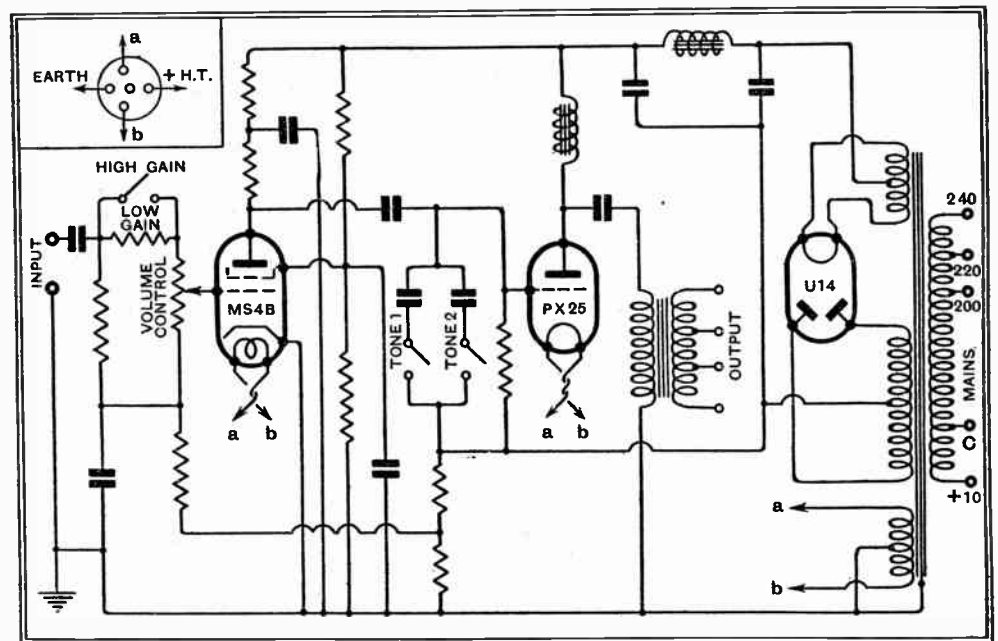 a
EARTH
+ H.T.
b
HIGH GAIN
LOW
GAIN
INPUT
VOLUME
CONTROL
MS4B
a b
TONE 1
TONE 2
PX25
a b
OUTPUT
U14
240
220
200
MAINS.
C
+10
a
b